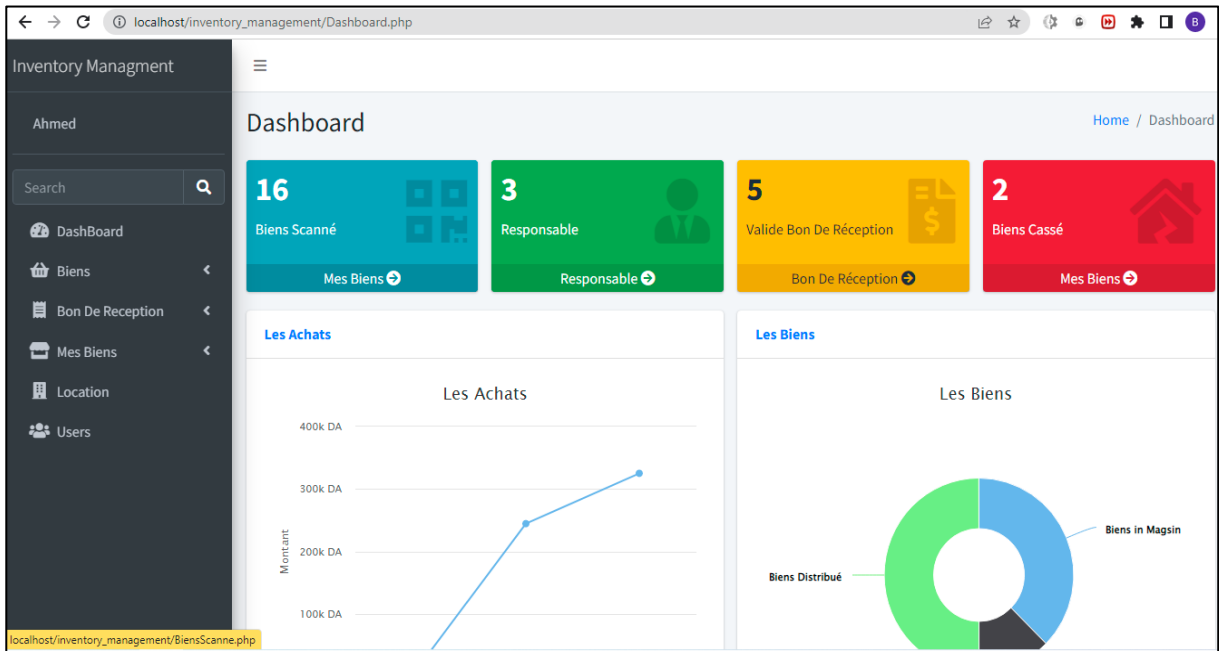 localhost/inventory_management/Dashboard.php
B
Inventory Managment
Ahmed
Search
DashBoard
Biens
Bon De Reception
Mes Biens
Location
Users
Dashboard
Home / Dashboard
16
Biens Scanné
Mes Biens
3
Responsable
Responsable
5
Valide Bon De Réception
Bon De Réception
2
Biens Cassé
Mes Biens
Les Achats
Les Achats
400k DA
300k DA
200k DA
100k DA
Montant
Les Biens
Les Biens
Biens in Magsin
Biens Distribué
localhost/inventory_management/BiensScanne.php